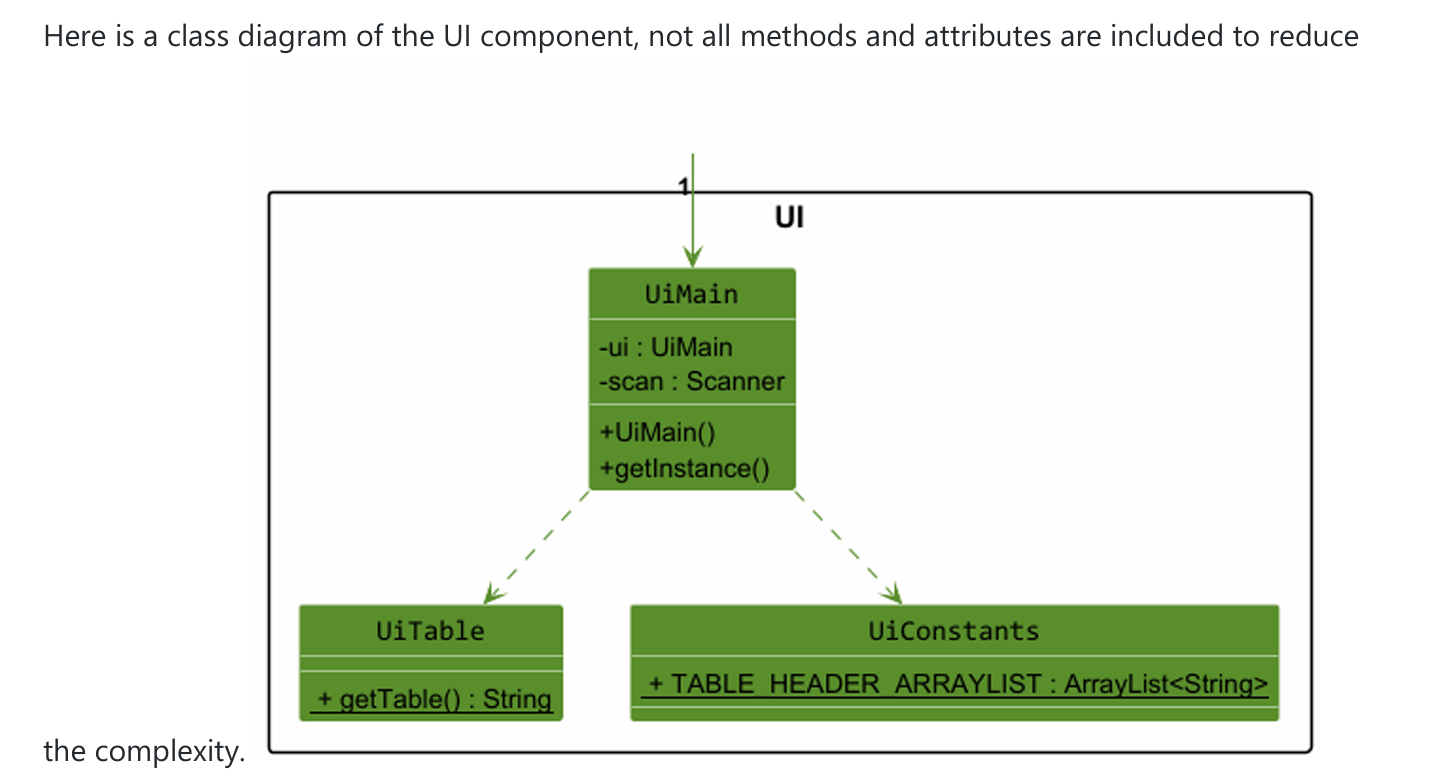 Here is a class diagram of the UI component, not all methods and attributes are included to reduce
1
UI
UiMain
-ui : UiMain
-scan : Scanner
+UiMain()
+getInstance()
UiTable
+ getTable() : String
UiConstants
+ TABLE_HEADER_ARRAYLIST : ArrayList<String>
the complexity.